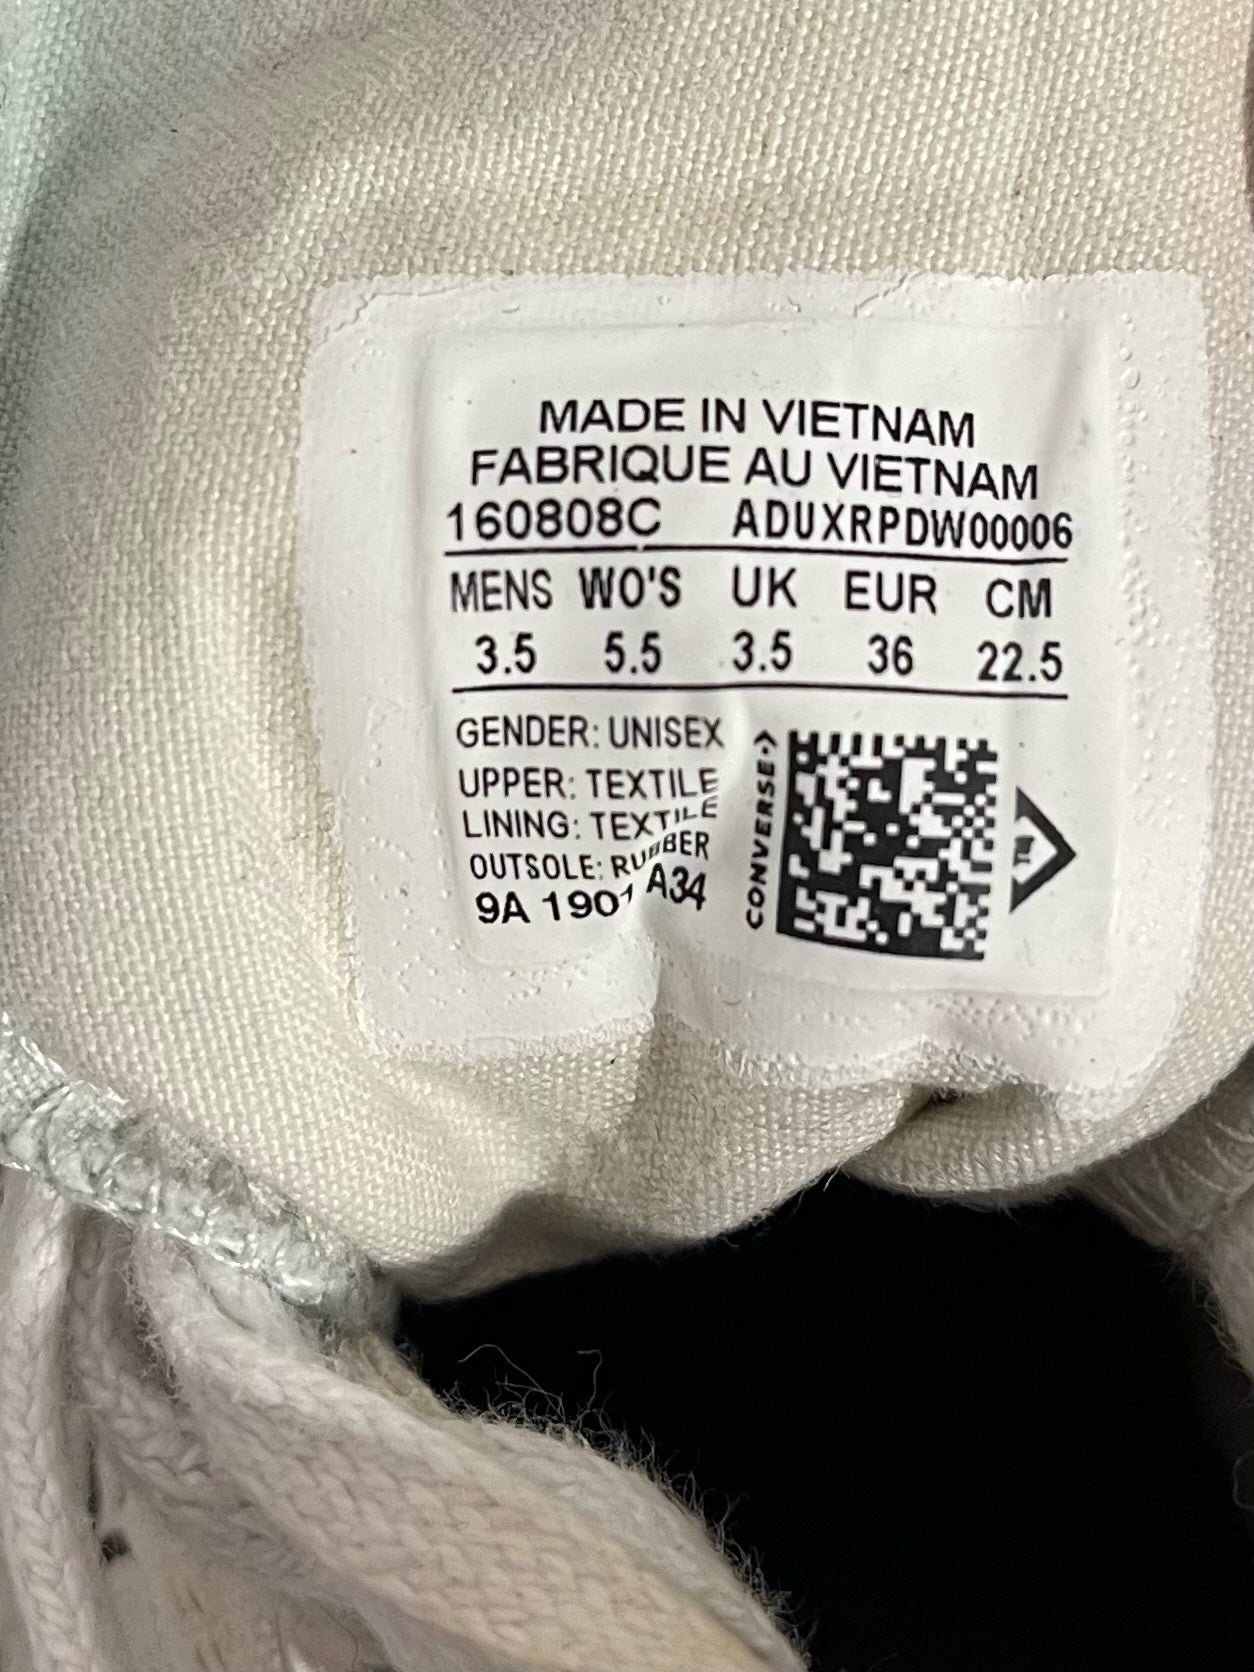 MADE IN VIETNAM
FABRIQUE AU VIETNAM
160808C ADUXRPDW00006
MENS WO'S UK EUR CM
3.5 5.5 3.5 36 22.5
GENDER: UNISEX
UPPER: TEXTILE
LINING: TEXTILE
OUTSOLE: RUBBER
9A 1901 A34
CONVERSE